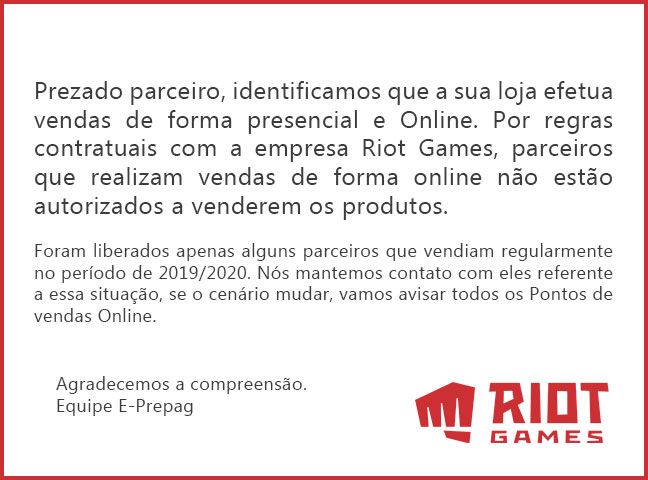 Prezado parceiro, identificamos que a sua loja efetua
vendas de forma presencial e Online. Por regras
contratuais com a empresa Riot Games, parceiros
que realizam vendas de forma online não estão
autorizados a venderem os produtos.
Foram liberados apenas alguns parceiros que vendiam regularmente
no período de 2019/2020. Nós mantemos contato com eles referente
a essa situação, se o cenário mudar, vamos avisar todos os Pontos de
vendas Online.
Agradecemos a compreensão.
Equipe E-Prepag
RIOT
GAMES